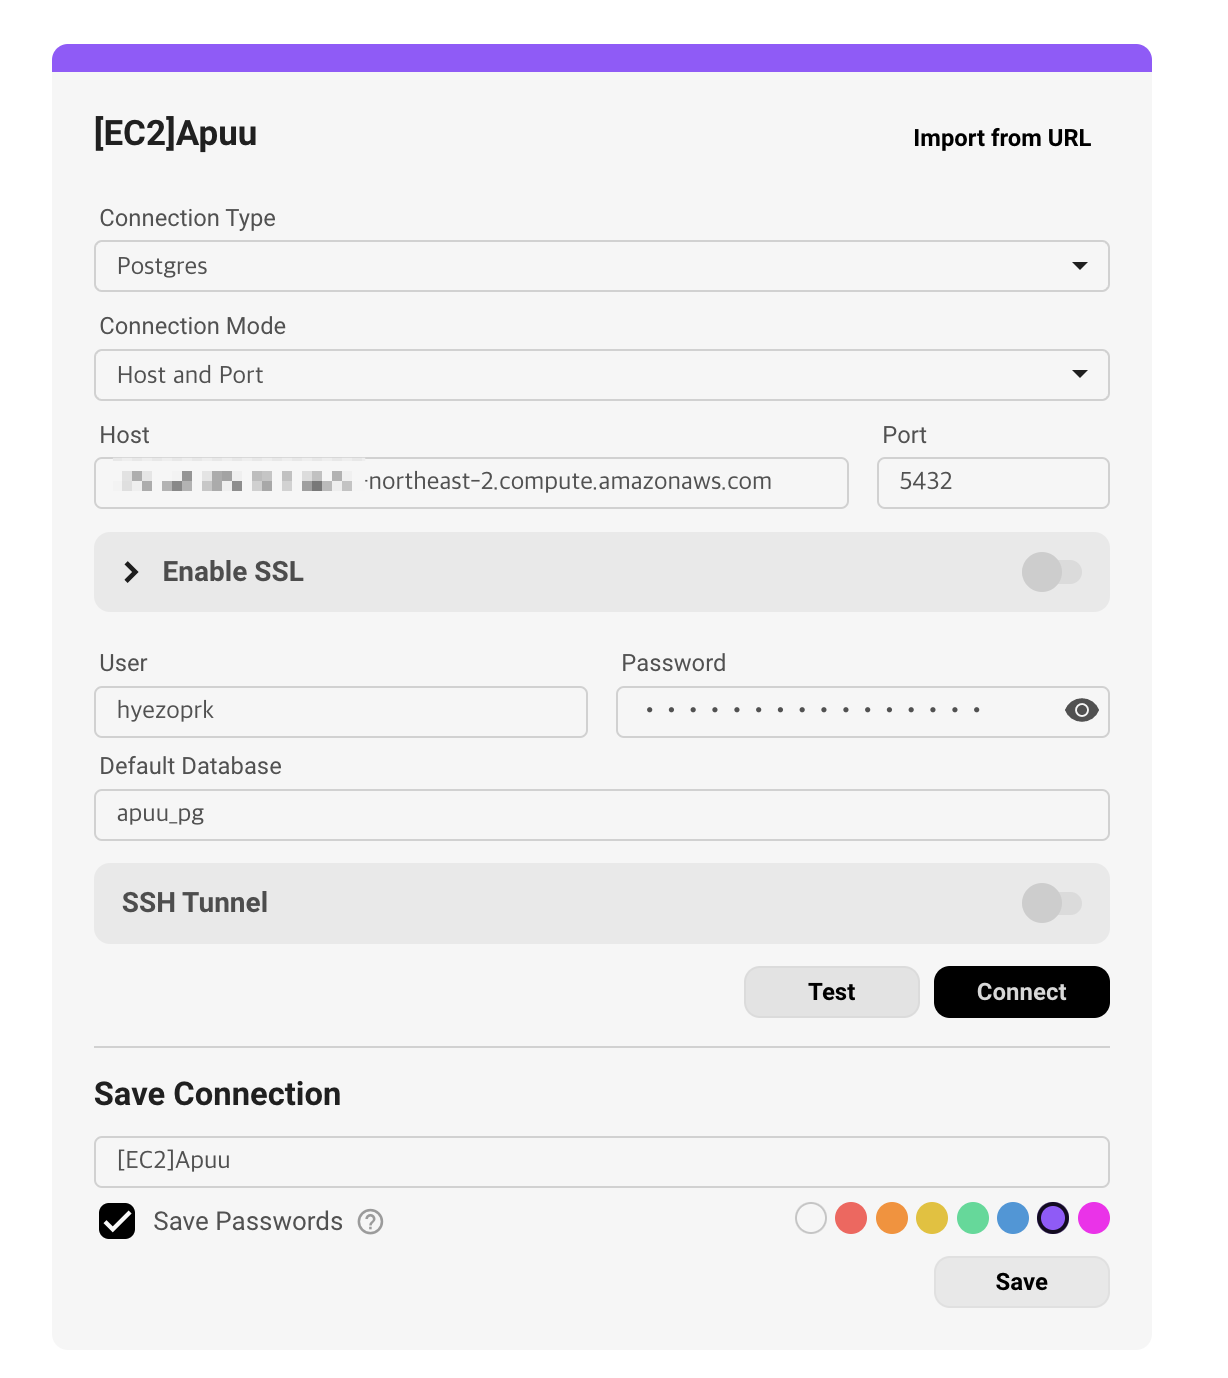 [EC2]Apuu
Import from URL
Connection Type
Postgres
Connection Mode
Host and Port
Host
Port
-northeast-2.compute.amazonaws.com
5432
Enable SSL
User
Password
hyezoprk
Default Database
apuu_pg
SSH Tunnel
Test
Connect
Save Connection
[EC2]Apuu
Save Passwords ?
Save